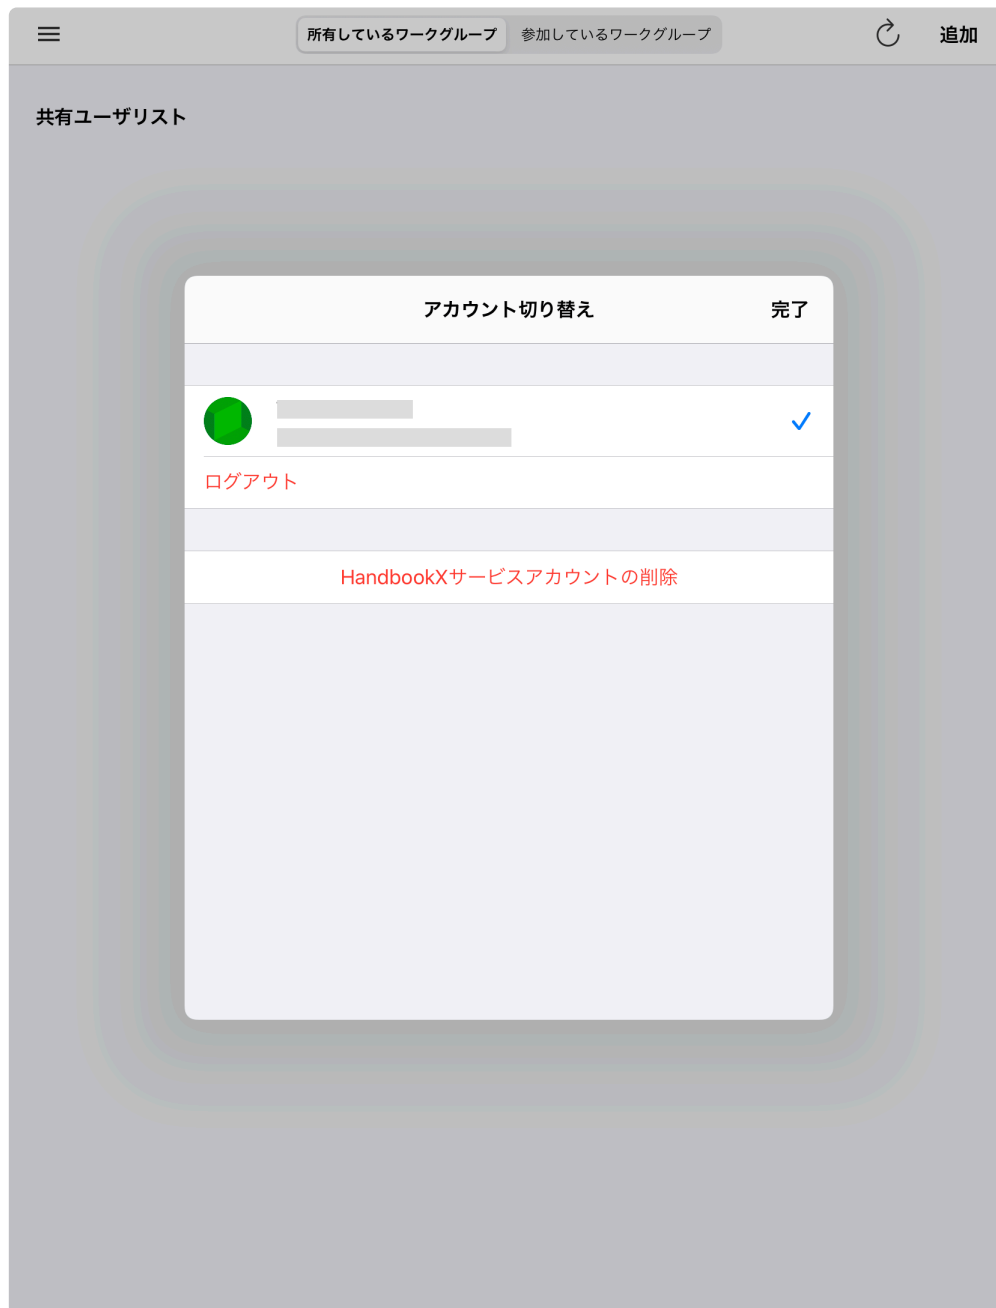 所有しているワークグループ 参加しているワークグループ 追加
共有ユーザリスト
アカウント切り替え 完了
ログアウト
HandbookXサービスアカウントの削除